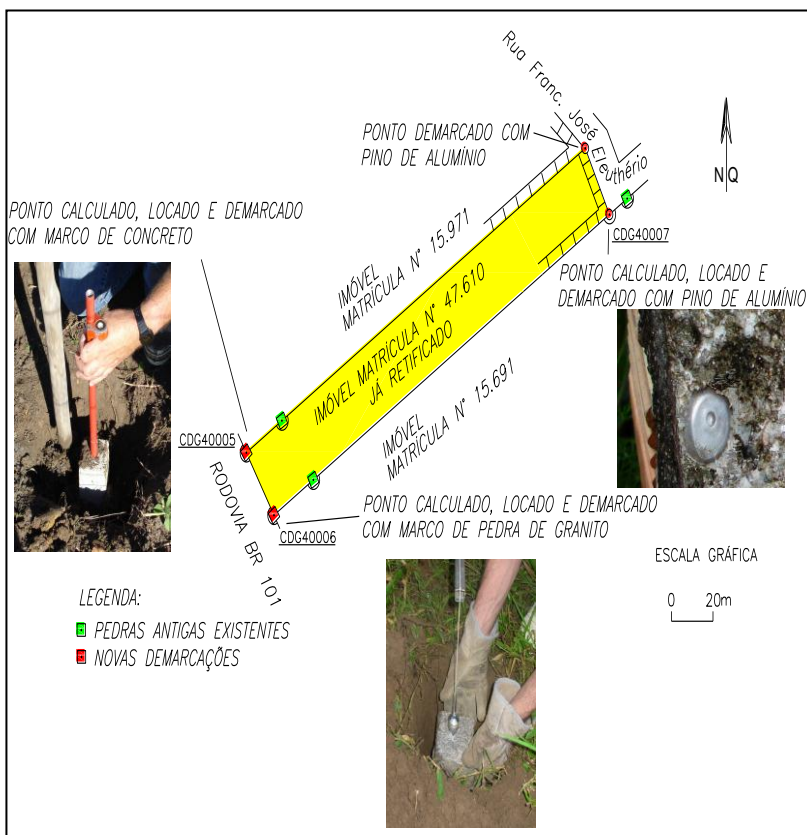 Rua Franc. José Eleuthério
PONTO DEMARCADO COM
PINO DE ALUMÍNIO
NQ
PONTO CALCULADO, LOCADO E DEMARCADO
COM MARCO DE CONCRETO
CDG40007
PONTO CALCULADO, LOCADO E
DEMARCADO COM PINO DE ALUMÍNIO
IMÓVEL
MATRÍCULA N° 15.971
IMÓVEL MATRÍCULA N° 47.610
JÁ RETIFICADO
IMÓVEL
MATRÍCULA N° 15.691
CDG40005
RODOVIA BR 101
CDG40006
PONTO CALCULADO, LOCADO E DEMARCADO
COM MARCO DE PEDRA DE GRANITO
ESCALA GRÁFICA
0 20m
LEGENDA:
PEDRAS ANTIGAS EXISTENTES
NOVAS DEMARCAÇÕES